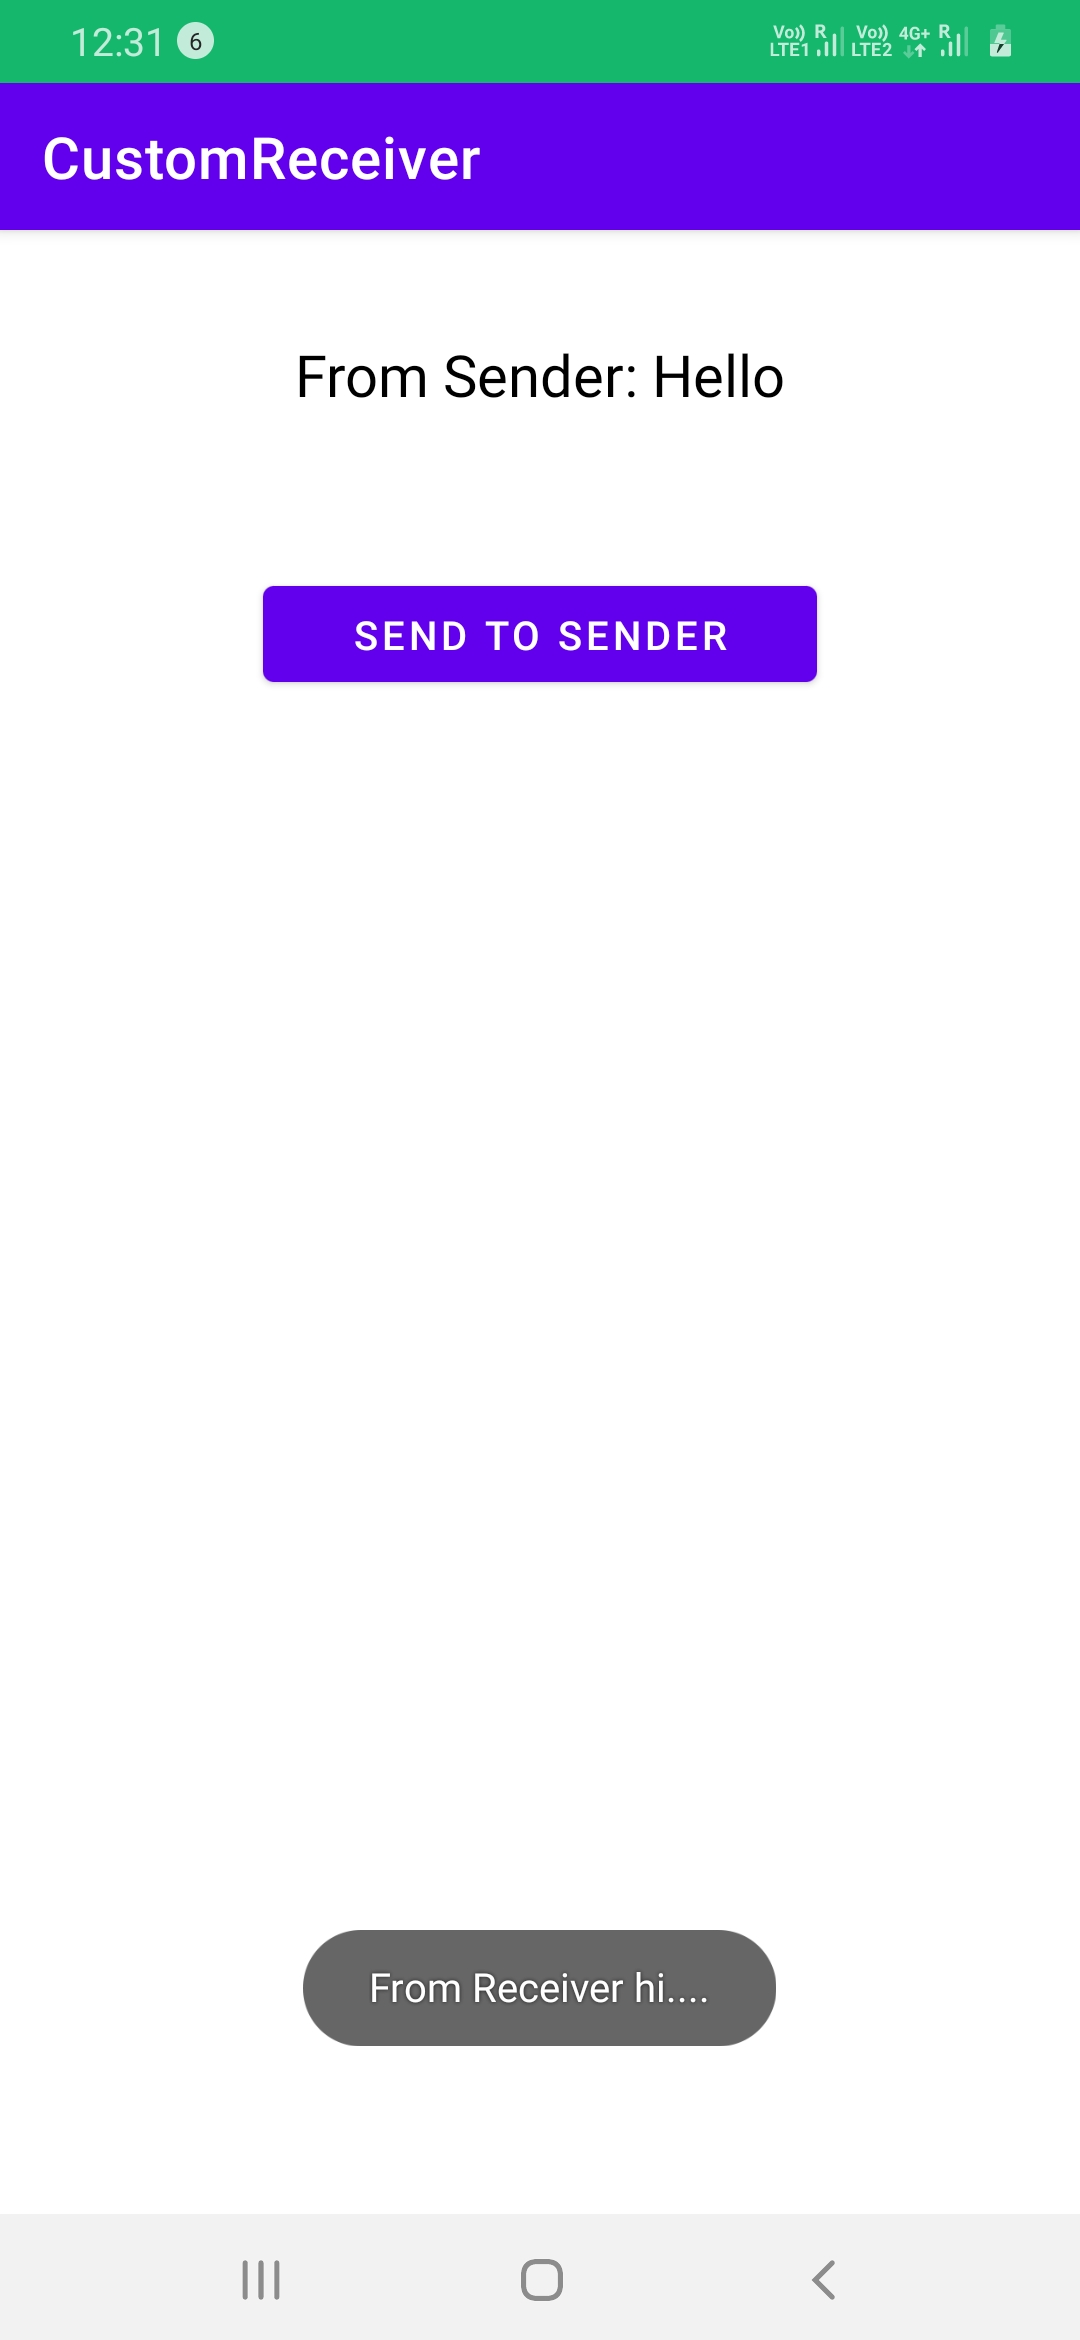 12:31 6 Vo)) R Vo)) 4G+ R
LTE1 LTE2
CustomReceiver
From Sender: Hello
SEND TO SENDER
From Receiver hi....